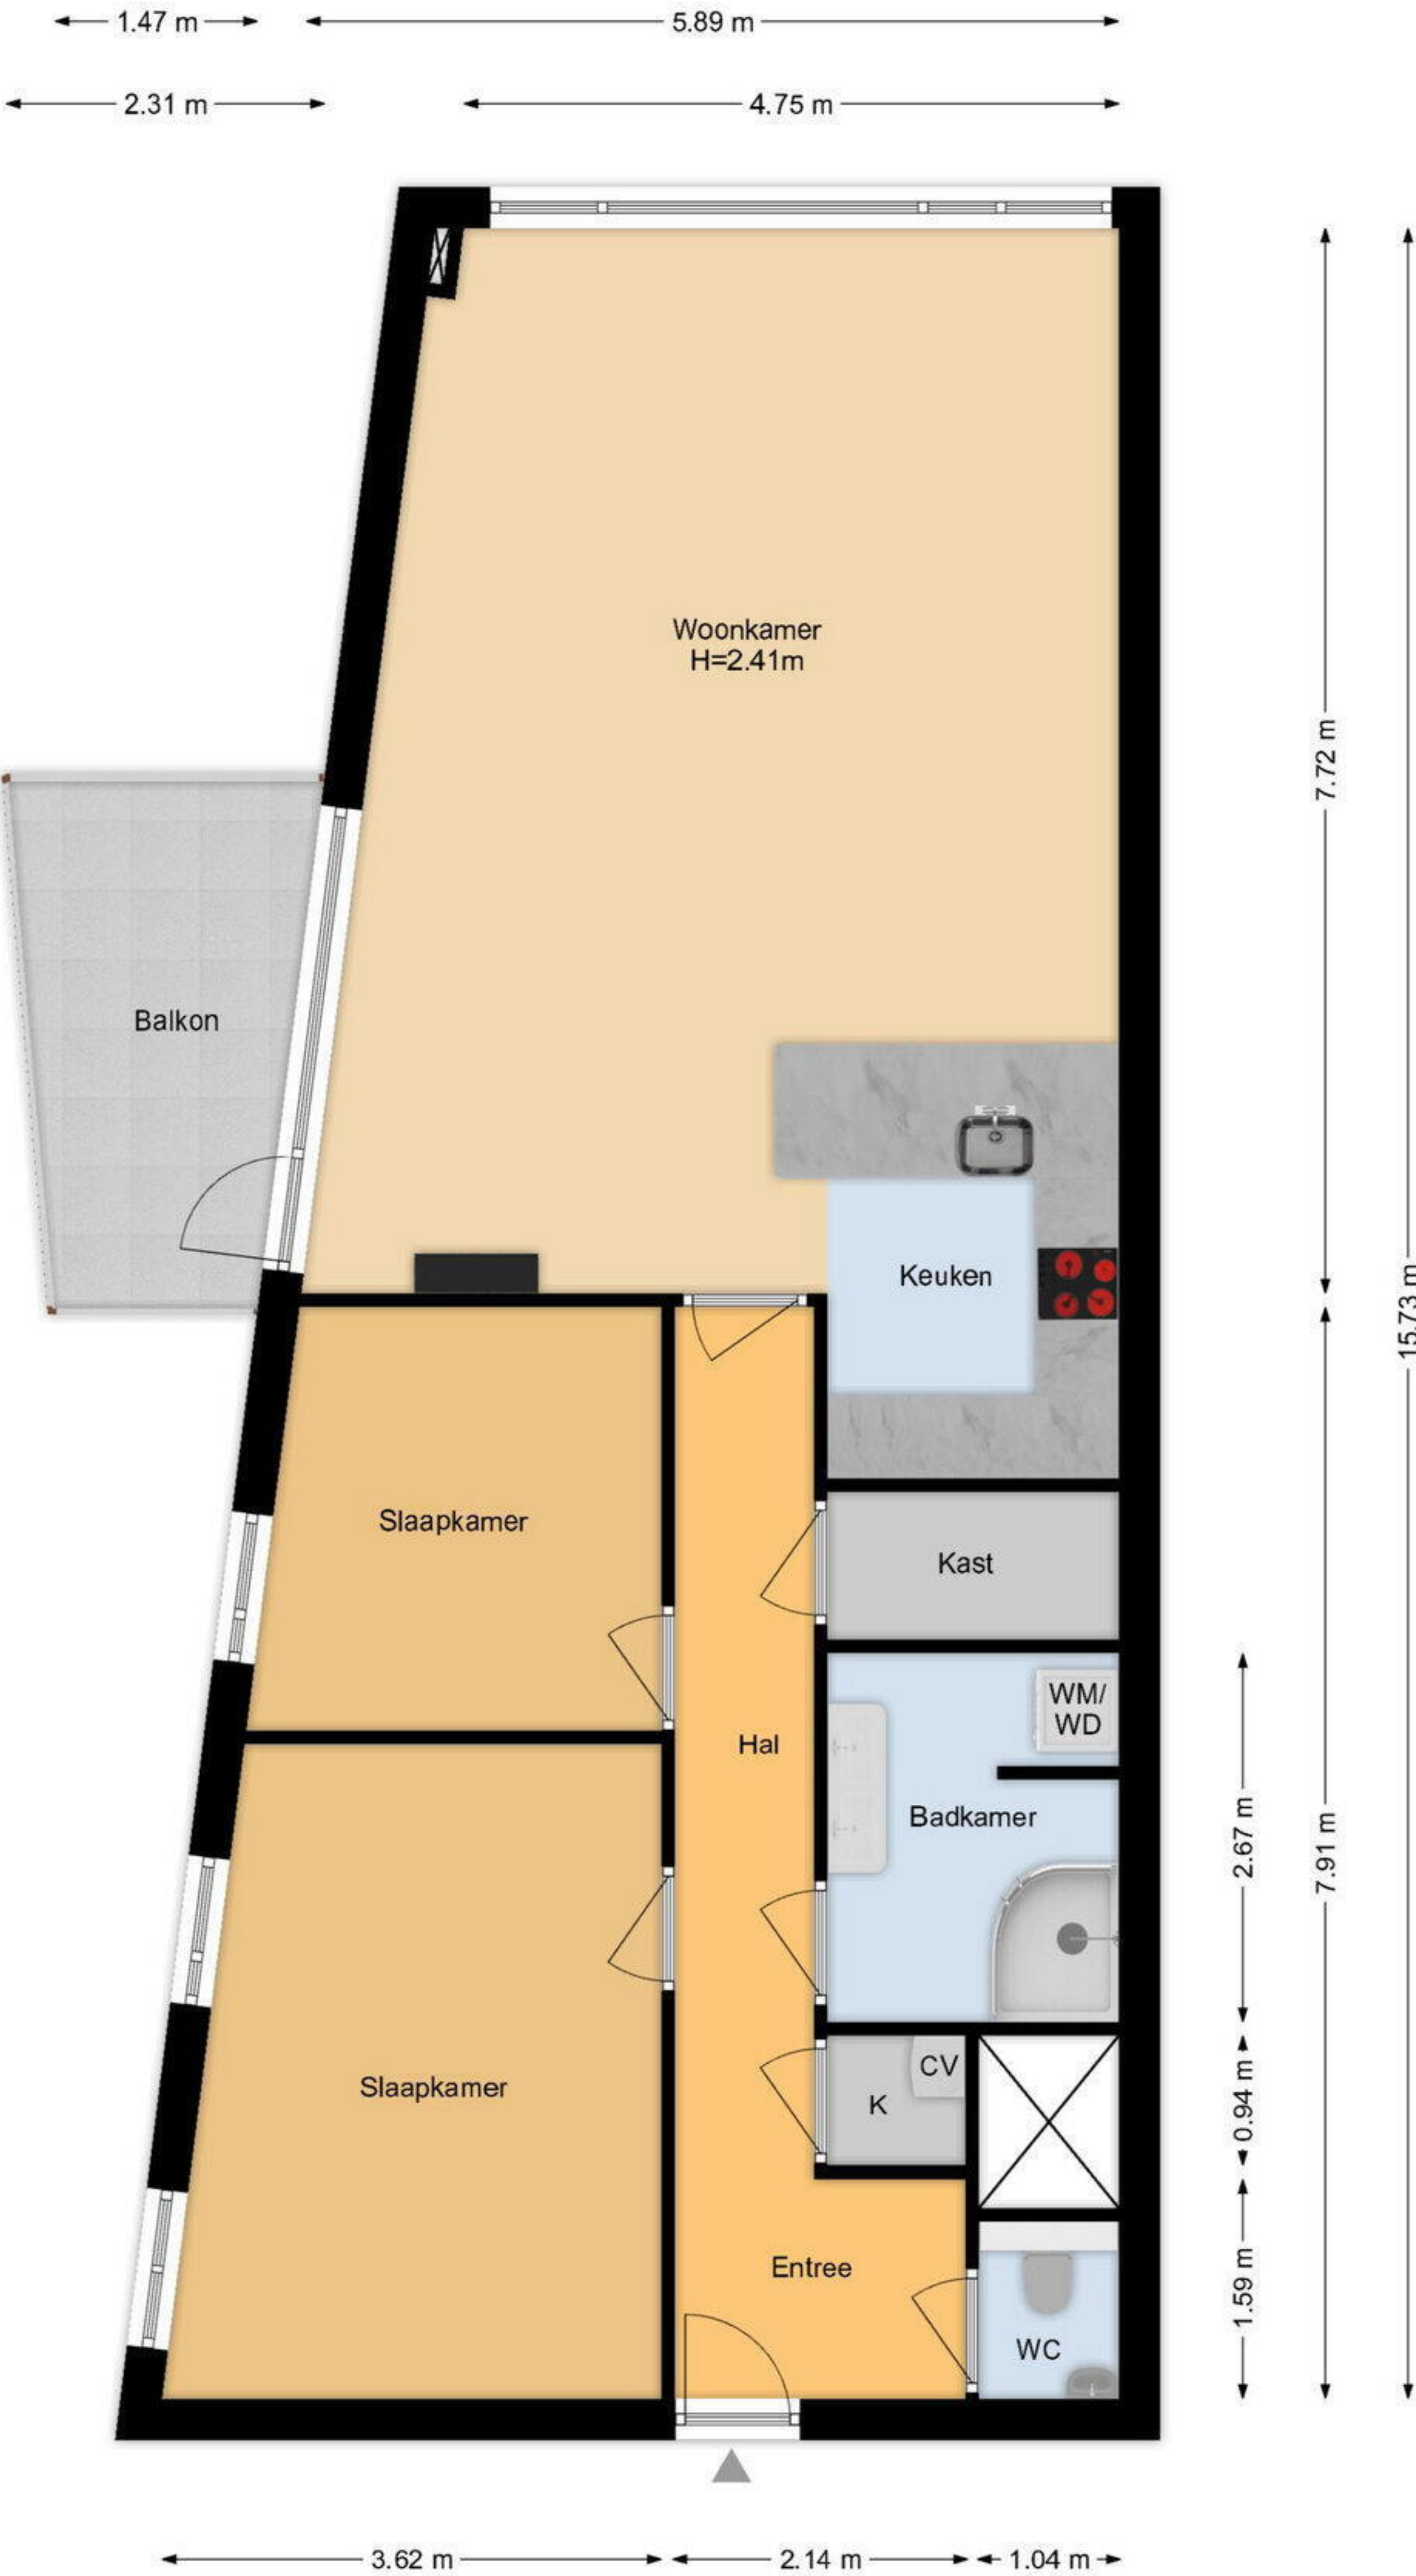 1.47 m
5.89 m
2.31 m
4.75 m
Woonkamer
H=2.41m
7.72 m
Balkon
Keuken
15.73 m
Slaapkamer
Kast
WM/
WD
Hal
Badkamer
2.67 m
7.91 m
CV
K
0.94 m
Slaapkamer
Entree
1.59 m
WC
3.62 m
2.14 m
1.04 m